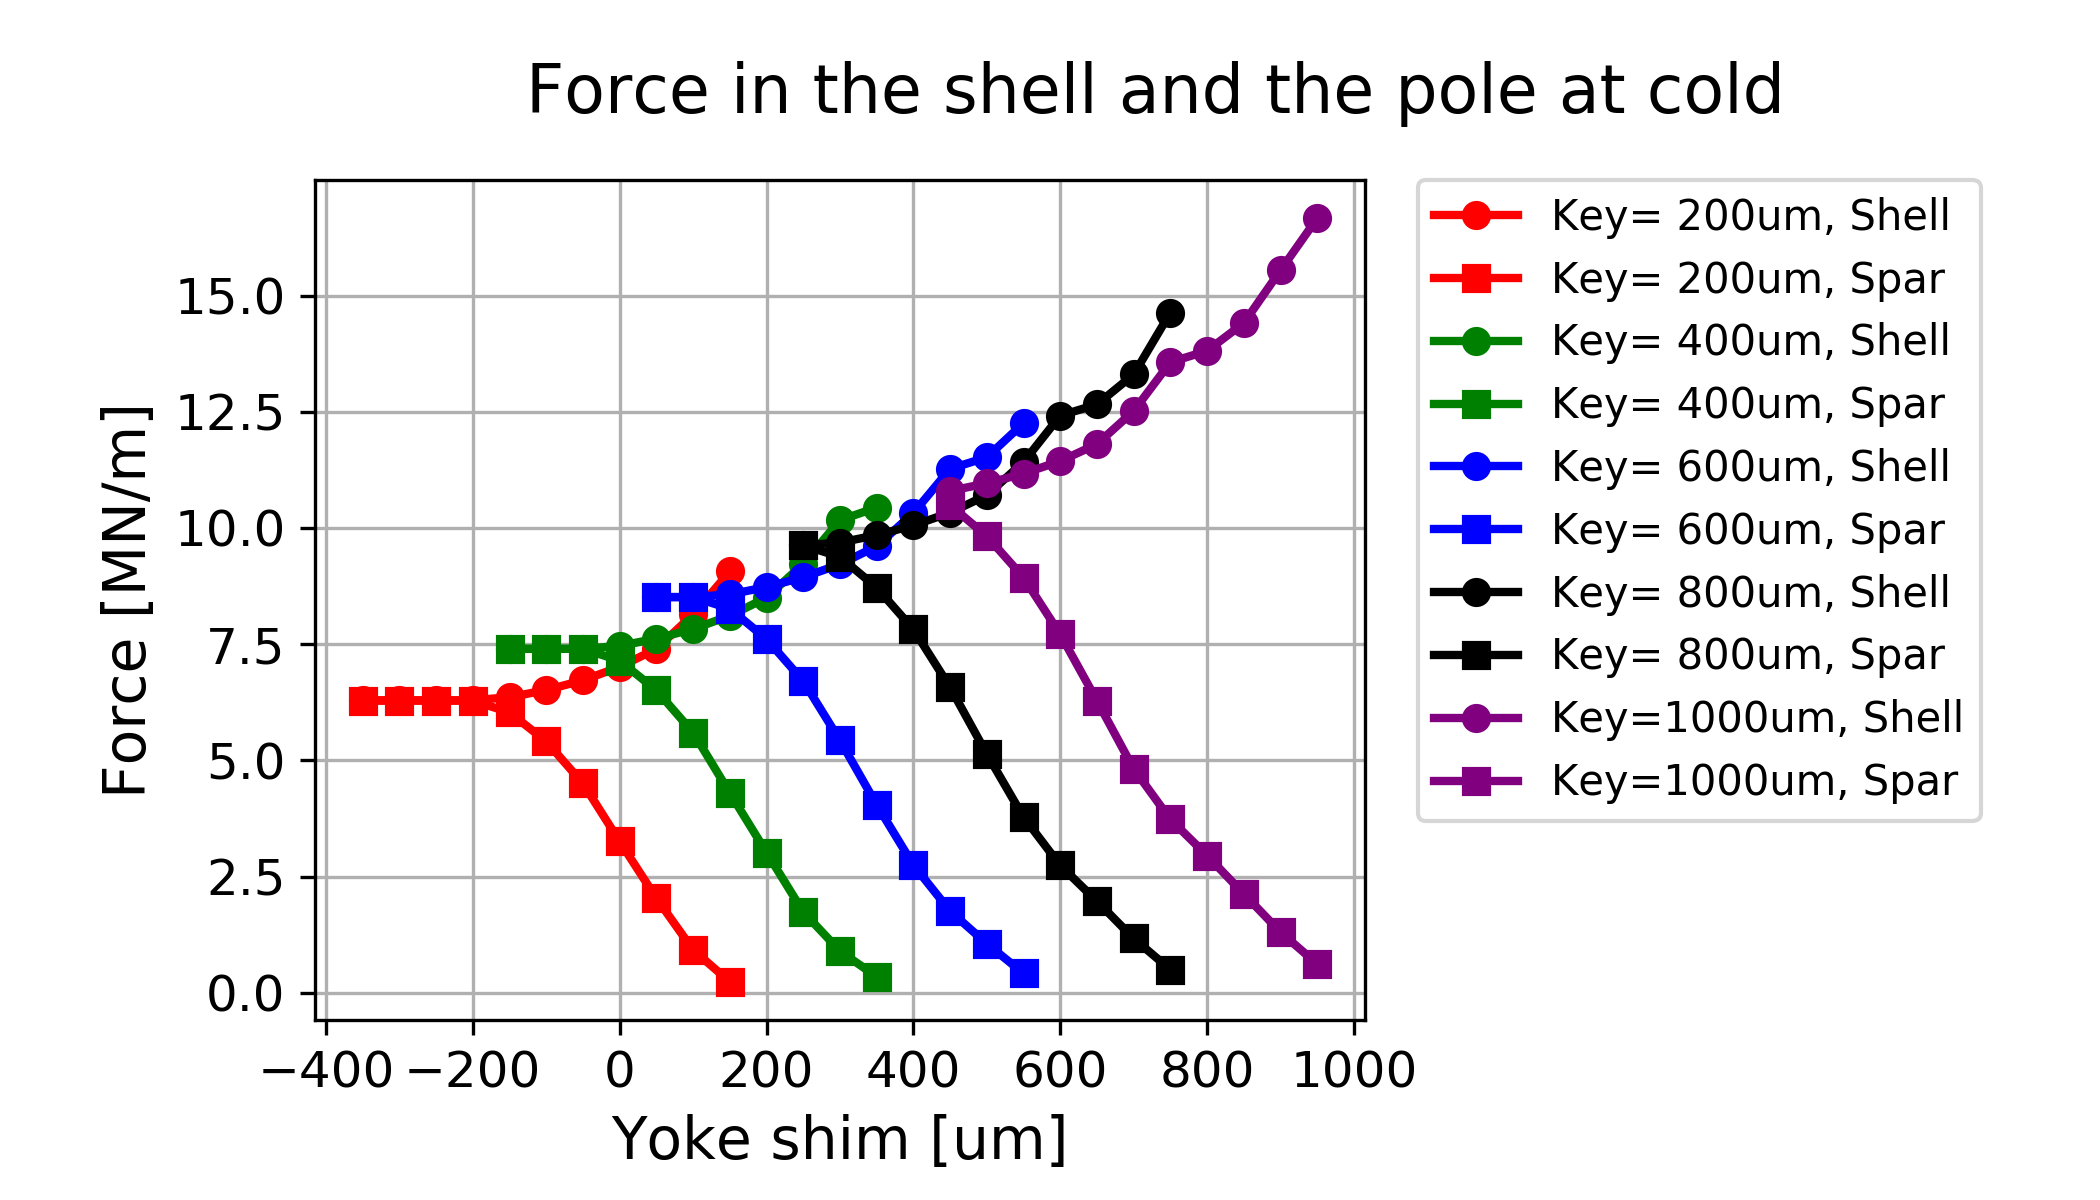 Force in the shell and the pole at cold
Force [MN/m]
15.0
12.5
10.0
7.5
5.0
2.5
0.0
−400 −200 0 200 400 600 800 1000
Yoke shim [um]
Key= 200um, Shell
Key= 200um, Spar
Key= 400um, Shell
Key= 400um, Spar
Key= 600um, Shell
Key= 600um, Spar
Key= 800um, Shell
Key= 800um, Spar
Key=1000um, Shell
Key=1000um, Spar